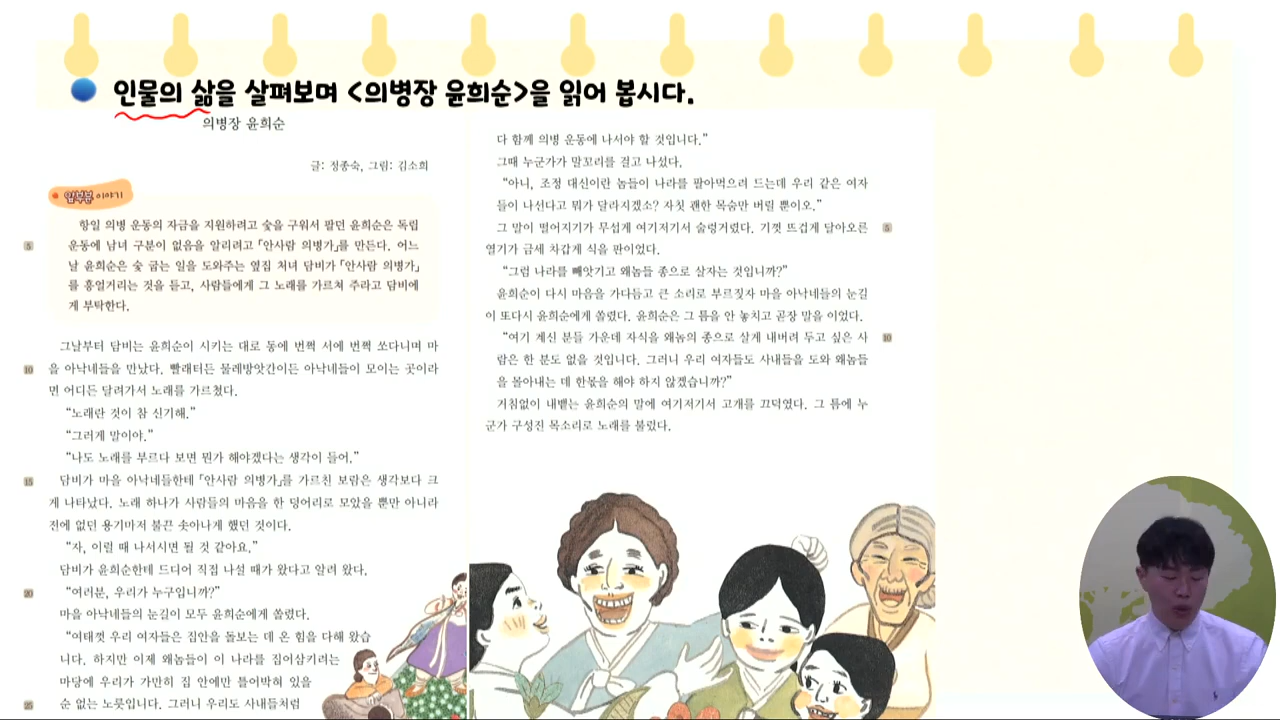 인물의 삶을 살펴보며 <의병장 윤희순>을 읽어 봅시다.
의병장 윤희순
글: 정종숙, 그림: 김소희
앞부분 이야기
항일 의병 운동의 자금을 지원하려고 숯을 구워서 팔던 윤희순은 독립
5
운동에 남녀 구분이 없음을 알리려고 「안사람 의병가」를 만든다. 어느
날 윤희순은 숯 굽는 일을 도와주는 옆집 처녀 담비가 「안사람 의병가」
를 흥얼거리는 것을 듣고, 사람들에게 그 노래를 가르쳐 주라고 담비에
게 부탁한다.
그날부터 담비는 윤희순이 시키는 대로 동에 번쩍 서에 번쩍 쏘다니며 마
10
을 아낙네들을 만났다. 빨래터든 물레방앗간이든 아낙네들이 모이는 곳이라
면 어디든 달려가서 노래를 가르쳤다.
“노래란 것이 참 신기해.”
“그러게 말이야.”
“나도 노래를 부르다 보면 뭔가 해야겠다는 생각이 들어.”
15
담비가 마을 아낙네들한테 「안사람 의병가」를 가르친 보람은 생각보다 크
게 나타났다. 노래 하나가 사람들의 마음을 한 덩어리로 모았을 뿐만 아니라
전에 없던 용기마저 불끈 솟아나게 했던 것이다.
“자, 이럴 때 나서시면 될 것 같아요.”
담비가 윤희순한테 드디어 직접 나설 때가 왔다고 알려 왔다.
20
“여러분, 우리가 누구입니까?”
마을 아낙네들의 눈길이 모두 윤희순에게 쏠렸다.
“여태껏 우리 여자들은 집안을 돌보는 데 온 힘을 다해 왔습
니다. 하지만 이제 왜놈들이 이 나라를 집어삼키려는
마당에 우리가 가만히 집 안에만 틀어박혀 있을
25
순 없는 노릇입니다. 그러니 우리도 사내들처럼
다 함께 의병 운동에 나서야 할 것입니다.”
그때 누군가가 말꼬리를 걸고 나섰다.
“아니, 조정 대신이란 놈들이 나라를 팔아먹으려 드는데 우리 같은 여자
들이 나선다고 뭐가 달라지겠소? 자칫 괜한 목숨만 버릴 뿐이오.”
그 말이 떨어지기가 무섭게 여기저기서 술렁거렸다. 기껏 뜨겁게 달아오른
5
열기가 금세 차갑게 식을 판이었다.
“그럼 나라를 빼앗기고 왜놈들 종으로 살자는 것입니까?”
윤희순이 다시 마음을 가다듬고 큰 소리로 부르짖자 마을 아낙네들의 눈길
이 또다시 윤희순에게 쏠렸다. 윤희순은 그 틈을 안 놓치고 곧장 말을 이었다.
“여기 계신 분들 가운데 자식을 왜놈의 종으로 살게 내버려 두고 싶은 사
10
람은 한 분도 없을 것입니다. 그러니 우리 여자들도 사내들을 도와 왜놈들
을 몰아내는 데 한몫을 해야 하지 않겠습니까?”
거침없이 내뱉는 윤희순의 말에 여기저기서 고개를 끄덕였다. 그 틈에 누
군가 구성진 목소리로 노래를 불렀다.